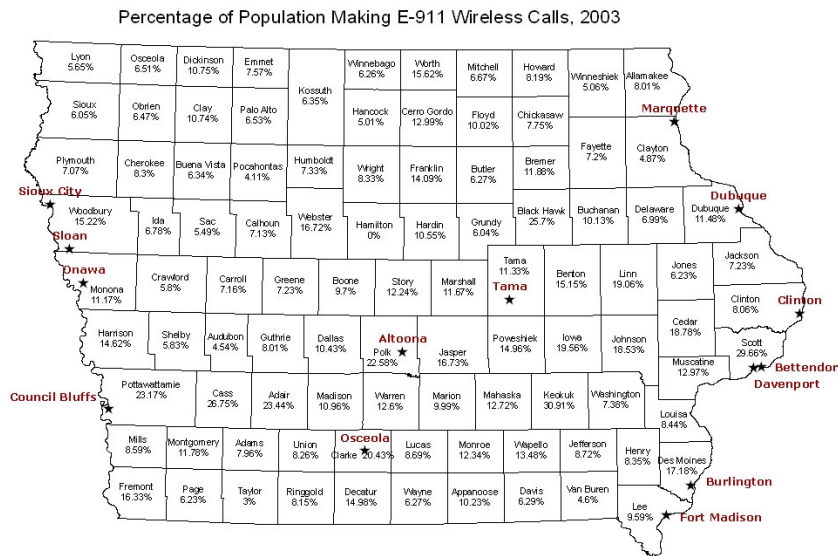 Percentage of Population Making E-911 Wireless Calls, 2003
Lyon
5.65%
Osceola
6.51%
Dickinson
10.75%
Emmet
7.57%
Kossuth
6.35%
Winnebago
6.26%
Worth
15.62%
Mitchell
6.67%
Howard
8.19%
Winneshiek
5.06%
Allamakee
8.01%
Sioux
6.05%
Obrien
6.47%
Clay
10.74%
Palo Alto
6.53%
Hancock
5.01%
Cerro Gordo
12.99%
Floyd
10.02%
Chickasaw
7.75%
Marquette
Plymouth
7.07%
Cherokee
8.3%
Buena Vista
6.34%
Pocahontas
4.11%
Humboldt
7.33%
Wright
8.33%
Franklin
14.09%
Butler
6.27%
Bremer
11.88%
Fayette
7.2%
Clayton
4.87%
Sioux City
Woodbury
15.22%
Ida
6.78%
Sac
5.49%
Calhoun
7.13%
Webster
16.72%
Hamilton
0%
Hardin
10.55%
Grundy
6.04%
Black Hawk
25.7%
Buchanan
10.13%
Delaware
6.99%
Dubuque
11.48%
Dubuque
Sloan
Onawa
Monona
11.17%
Crawford
5.8%
Carroll
7.16%
Greene
7.23%
Boone
9.7%
Story
12.24%
Marshall
11.67%
Tama
11.33%
Tama
Benton
15.15%
Linn
19.06%
Jones
6.23%
Jackson
7.23%
Clinton
8.06%
Clinton
Harrison
14.62%
Shelby
5.83%
Audubon
4.54%
Guthrie
8.01%
Dallas
10.43%
Altoona
Polk
22.58%
Jasper
16.73%
Poweshiek
14.96%
Iowa
19.56%
Johnson
18.53%
Cedar
18.78%
Scott
29.66%
Muscatine
12.97%
Bettendor
Davenport
Council Bluffs
Pottawattamie
23.17%
Cass
26.75%
Adair
23.44%
Madison
10.96%
Warren
12.6%
Marion
9.99%
Mahaska
12.72%
Keokuk
30.91%
Washington
7.38%
Louisa
8.44%
Mills
8.59%
Montgomery
11.78%
Adams
7.96%
Union
8.26%
Osceola
Clarke 20.43%
Lucas
8.69%
Monroe
12.34%
Wapello
13.48%
Jefferson
8.72%
Henry
8.35%
Des Moines
17.18%
Burlington
Fremont
16.33%
Page
6.23%
Taylor
3%
Ringgold
8.15%
Decatur
14.98%
Wayne
6.27%
Appanoose
10.23%
Davis
6.29%
Van Buren
4.6%
Lee
9.59%
Fort Madison